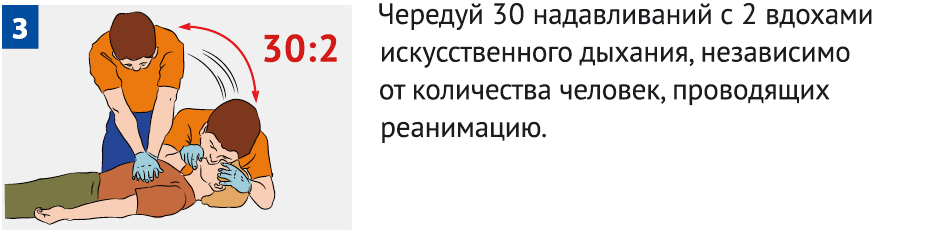 3
30:2
Чередуй 30 надавливаний с 2 вдохами
искусственного дыхания, независимо
от количества человек, проводящих
реанимацию.